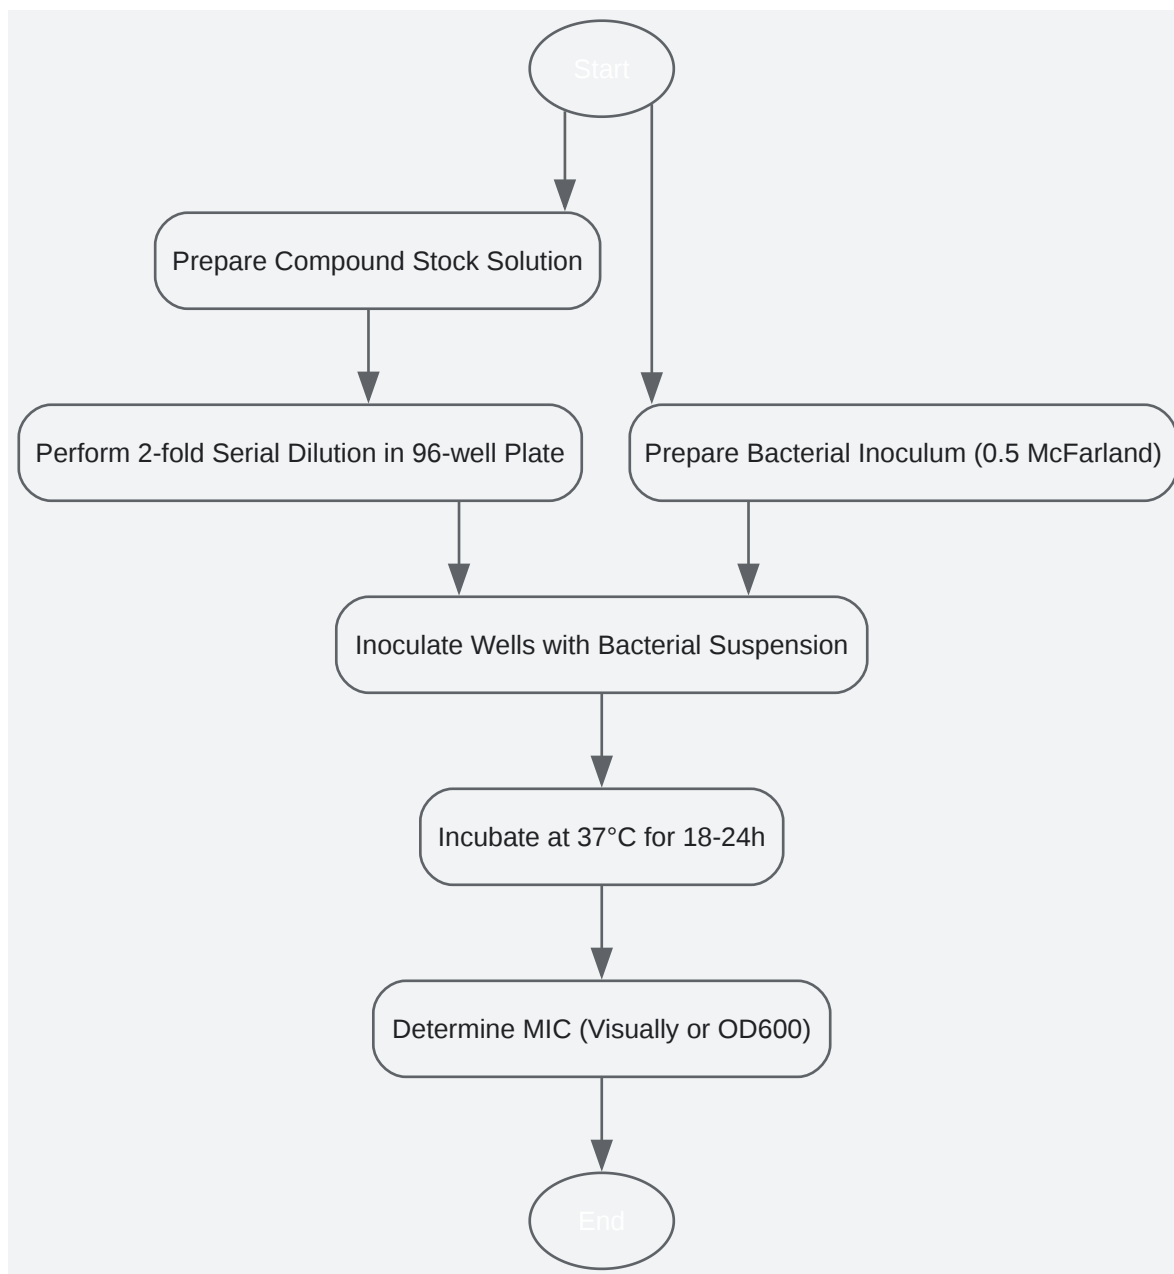 Start
Prepare Compound Stock Solution
Perform 2-fold Serial Dilution in 96-well Plate
Prepare Bacterial Inoculum (0.5 McFarland)
Inoculate Wells with Bacterial Suspension
Incubate at 37°C for 18-24h
Determine MIC (Visually or OD600)
End